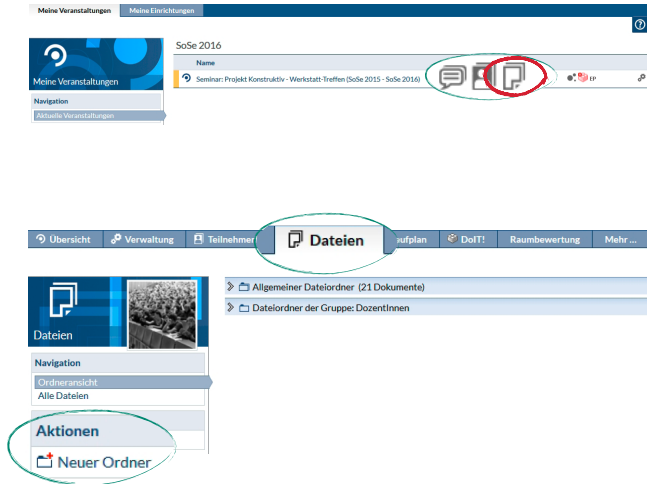 Meine Veranstaltungen Meine Einrichtungen
SoSe 2016
Name
Meine Veranstaltungen
Seminar: Projekt Konstruktiv - Werkstatt-Treffen (SoSe 2015 - SoSe 2016) EP
Navigation
Aktuelle Veranstaltungen
Übersicht Verwaltung Teilnehme Dateien aufplan DoIT! Raumbewertung Mehr ...
Allgemeiner Dateiordner (21 Dokumente)
Dateiordner der Gruppe: DozentInnen
Dateien
Navigation
Ordneransicht
Alle Dateien
Aktionen
Neuer Ordner